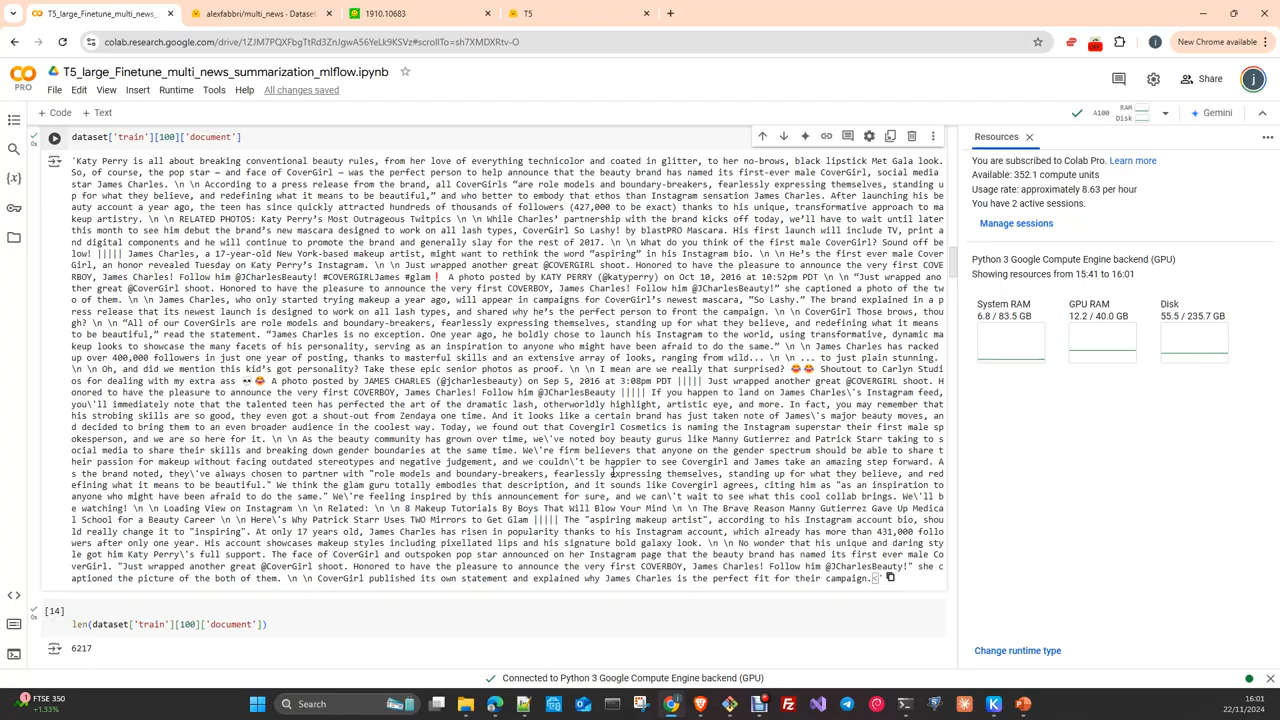 T5_large_Finetune_multi_news_s
alexfabbri/multi_news · Dataset
1910.10683
T5
colab.research.google.com/drive/1ZJM7PQXFbgTtRd3ZnJgwA56YeLk9KSVz#scrollTo=sh7XMDXRtv-O
New Chrome available
T5_large_Finetune_multi_news_summarization_mlflow.ipynb
File Edit View Insert Runtime Tools Help All changes saved
Share
PRO
+ Code + Text
A100 RAM Disk
Gemini
dataset['train'][100]['document']
0s
'Katy Perry is all about breaking conventional beauty rules, from her love of everything technicolor and coated in glitter, to her no-brows, black lipstick Met Gala look.
So, of course, the pop star — and face of CoverGirl — was the perfect person to help announce that the beauty brand has named its first-ever male CoverGirl, social media
star James Charles. \n \n According to a press release from the brand, all CoverGirls “are role models and boundary-breakers, fearlessly expressing themselves, standing u
p for what they believe, and redefining what it means to be beautiful,” and who better to embody that ethos than Instagram sensation James Charles. After launching his be
auty account a year ago, the teen has since quickly attracted hundreds of thousands of followers (427,000 to be exact) thanks to his unique, transformative approach to ma
keup artistry. \n \n RELATED PHOTOS: Katy Perry’s Most Outrageous Twitpics \n \n While Charles’ partnership with the brand kicks off today, we’ll have to wait until later
this month to see him debut the brand’s new mascara designed to work on all lash types, CoverGirl So Lashy! by blastPRO Mascara. His first launch will include TV, print a
nd digital components and he will continue to promote the brand and generally slay for the rest of 2017. \n \n What do you think of the first male CoverGirl? Sound off be
low! ||||| James Charles, a 17-year-old New York-based makeup artist, might want to rethink the word “aspiring” in his Instagram bio. \n \n He’s the first ever male Cover
Girl, an honor revealed Tuesday on Katy Perry’s Instagram. \n \n Just wrapped another great @COVERGIRL shoot. Honored to have the pleasure to announce the very first COVE
RBOY, James Charles! Follow him @JCharlesBeauty! #COVERGIRLJames #glam❗ A photo posted by KATY PERRY (@katyperry) on Oct 10, 2016 at 10:52pm PDT \n \n “Just wrapped ano
ther great @COVERGIRL shoot. Honored to have the pleasure to announce the very first COVERBOY, James Charles! Follow him @JCharlesBeauty!” she captioned a photo of the tw
o of them. \n \n James Charles, who only started trying makeup a year ago, will appear in campaigns for CoverGirl’s newest mascara, “So Lashy.” The brand explained in a p
ress release that its newest launch is designed to work on all lash types, and shared why he’s the perfect person to front the campaign. \n \n CoverGirl Those brows, thou
gh? \n \n “All of our CoverGirls are role models and boundary-breakers, fearlessly expressing themselves, standing up for what they believe, and redefining what it means
to be beautiful,” read the statement. “James Charles is no exception. One year ago, he boldly chose to launch his Instagram to the world, using transformative, dynamic ma
keup looks to showcase the many facets of his personality, serving as an inspiration to anyone who might have been afraid to do the same.” \n \n James Charles has racked
up over 400,000 followers in just one year of posting, thanks to masterful skills and an extensive array of looks, ranging from wild... \n \n ... to just plain stunning.
\n \n Oh, and did we mention this kid’s got personality? Take these epic senior photos as proof. \n \n I mean are we really that surprised? 😂😂 Shoutout to Carlyn Studi
os for dealing with my extra ass 💀😂 A photo posted by JAMES CHARLES (@jcharlesbeauty) on Sep 5, 2016 at 3:08pm PDT ||||| Just wrapped another great @COVERGIRL shoot. H
onored to have the pleasure to announce the very first COVERBOY, James Charles! Follow him @JCharlesBeauty ||||| If you happen to land on James Charles\'s Instagram feed,
you\'ll immediately note that the talented teen has perfected the art of the dramatic lash, otherworldly highlight, artistic eye, and more. In fact, you may remember that
his strobing skills are so good, they even got a shout-out from Zendaya one time. And it looks like a certain brand has just taken note of James\'s major beauty moves, an
d decided to bring them to an even broader audience in the coolest way. Today, we found out that Covergirl Cosmetics is naming the Instagram superstar their first male sp
okesperson, and we are so here for it. \n \n As the beauty community has grown over time, we\'ve noted boy beauty gurus like Manny Gutierrez and Patrick Starr taking to s
ocial media to share their skills and breaking down gender boundaries at the same time. We\'re firm believers that anyone on the gender spectrum should be able to share t
heir passion for makeup without facing outdated stereotypes and negative judgement, and we couldn\'t be happier to see Covergirl and James take an amazing step forward. A
s the brand noted, they\'ve always chosen to partner with "role models and boundary-breakers, fearlessly expressing themselves, standing up for what they believe, and red
efining what it means to be beautiful." We think the glam guru totally embodies that description, and it sounds like Covergirl agrees, citing him as "as an inspiration to
anyone who might have been afraid to do the same." We\'re feeling inspired by this announcement for sure, and we can\'t wait to see what this cool collab brings. We\'ll b
e watching! \n \n Loading View on Instagram \n \n Related: \n \n 8 Makeup Tutorials By Boys That Will Blow Your Mind \n \n The Brave Reason Manny Gutierrez Gave Up Medica
l School for a Beauty Career \n \n Here\'s Why Patrick Starr Uses TWO Mirrors to Get Glam ||||| The "aspiring makeup artist", according to his Instagram account bio, shou
ld really change it to "inspiring". At only 17 years old, James Charles has risen in popularity thanks to his Instagram account, which already has more than 431,000 follo
wers after only one year. His account showcases makeup styles including pixellated lips and his signature bold galaxy look. \n \n No wonder that his unique and daring sty
le got him Katy Perry\'s full support. The face of CoverGirl and outspoken pop star announced on her Instagram page that the beauty brand has named its first ever male Co
verGirl. "Just wrapped another great @COVERGIRL shoot. Honored to have the pleasure to announce the very first COVERBOY, James Charles! Follow him @JCharlesBeauty!" she c
aptioned the picture of the both of them. \n \n CoverGirl published its own statement and explained why James Charles is the perfect fit for their campaign.<'
[14]
0s
len(dataset['train'][100]['document'])
6217
Resources
You are subscribed to Colab Pro. Learn more
Available: 352.1 compute units
Usage rate: approximately 8.63 per hour
You have 2 active sessions.
Manage sessions
Python 3 Google Compute Engine backend (GPU)
Showing resources from 15:41 to 16:01
System RAM
6.8 / 83.5 GB
GPU RAM
12.2 / 40.0 GB
Disk
55.5 / 235.7 GB
Change runtime type
Connected to Python 3 Google Compute Engine backend (GPU)
FTSE 350
+1.33%
Search
16:01
22/11/2024